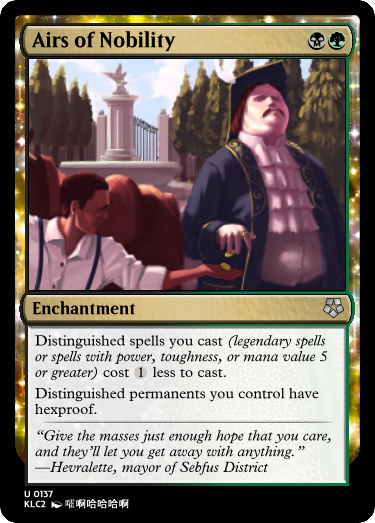 Airs of Nobility
Enchantment
Distinguished spells you cast (legendary spells
or spells with power, toughness, or mana value 5
or greater) cost 1 less to cast.
Distinguished permanents you control have
hexproof.
“Give the masses just enough hope that you care,
and they’ll let you get away with anything.”
—Hevralette, mayor of Sebfus District
U 0137
KLC2 嚯啊哈哈哈啊